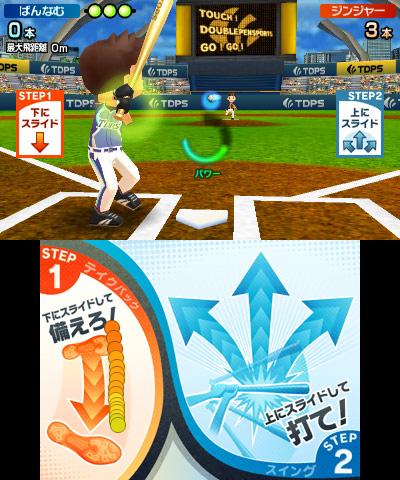 ばんなむ
0本
最大飛距離 0m
TOUCH!
DOUBLEPENSPORTS
GO!GO!
ジンジャー
3本
TDPS
TDPS
TDPS
STEP1
下に
スライド
STEP2
上に
スライド
パワー
STEP
1
テイクバック
下にスライドして
備えろ!
上にスライドして
打て!
STEP
2
スイング